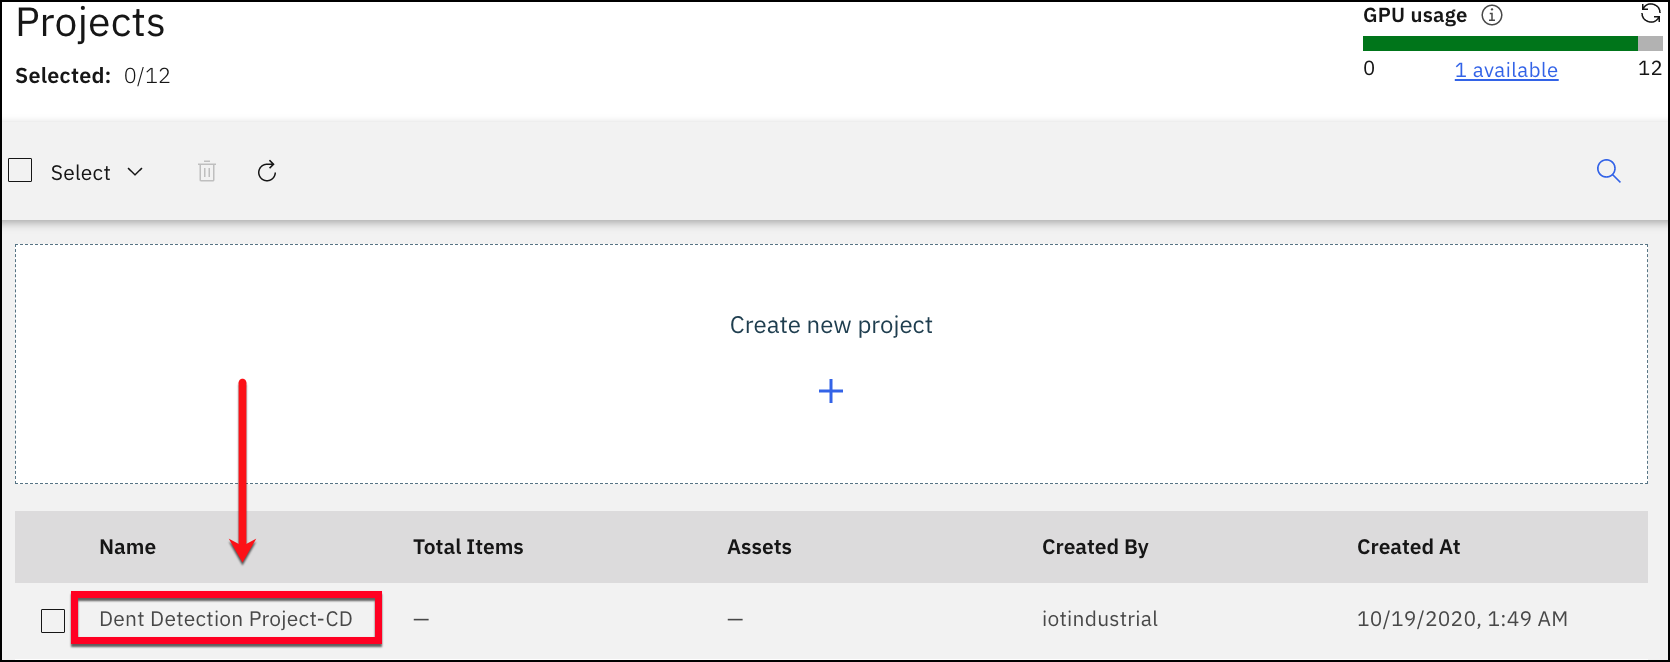 Projects
GPU usage
Selected: 0/12
0 1 available 12
Select
Create new project
Name Total Items Assets Created By Created At
Dent Detection Project-CD — — iotindustrial 10/19/2020, 1:49 AM